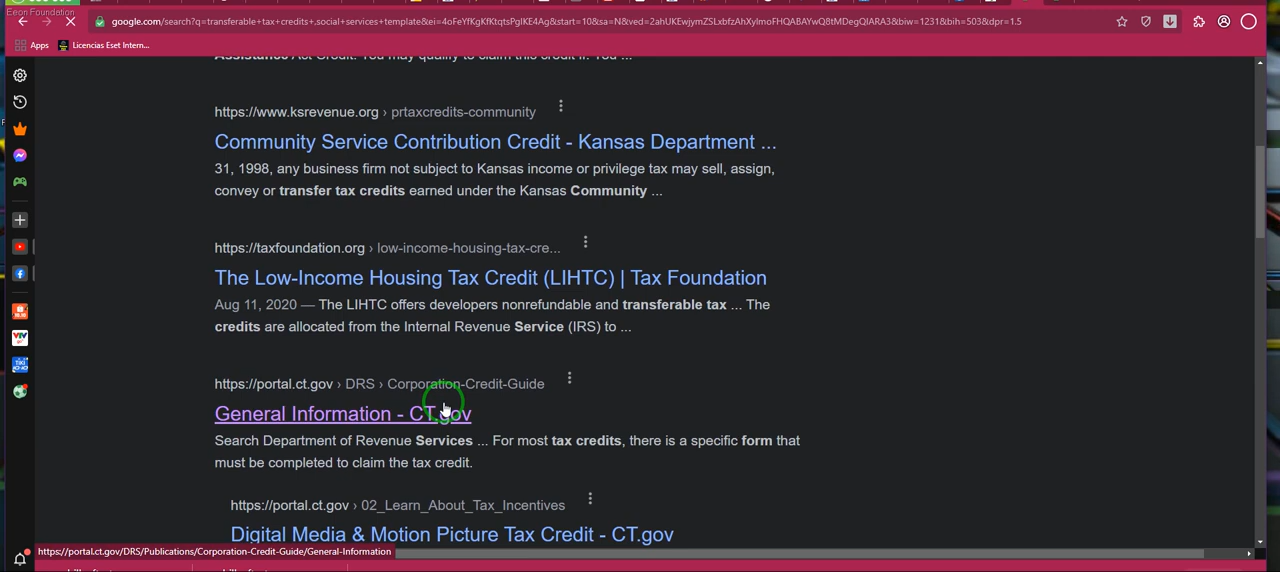 Eean Foundation
google.com/search?q=transferable+tax+credits+,social+services+template&ei=4oFeYfKgKfKtqtsPgIKE4Ag&start=10&sa=N&ved=2ahUKEwjymZSLxbfzAhXylmoFHQABAYwQ8tMDegQIARA3&biw=1231&bih=503&dpr=1.5
Apps Licencias Eset Intern...
https://www.ksrevenue.org › prtaxcredits-community
Community Service Contribution Credit - Kansas Department ...
31, 1998, any business firm not subject to Kansas income or privilege tax may sell, assign,
convey or transfer tax credits earned under the Kansas Community ...
https://taxfoundation.org › low-income-housing-tax-cre...
The Low-Income Housing Tax Credit (LIHTC) | Tax Foundation
Aug 11, 2020 — The LIHTC offers developers nonrefundable and transferable tax ... The
credits are allocated from the Internal Revenue Service (IRS) to ...
https://portal.ct.gov › DRS › Corporation-Credit-Guide
General Information - CT.gov
Search Department of Revenue Services ... For most tax credits, there is a specific form that
must be completed to claim the tax credit.
https://portal.ct.gov › 02_Learn_About_Tax_Incentives
Digital Media & Motion Picture Tax Credit - CT.gov
https://portal.ct.gov/DRS/Publications/Corporation-Credit-Guide/General-Information